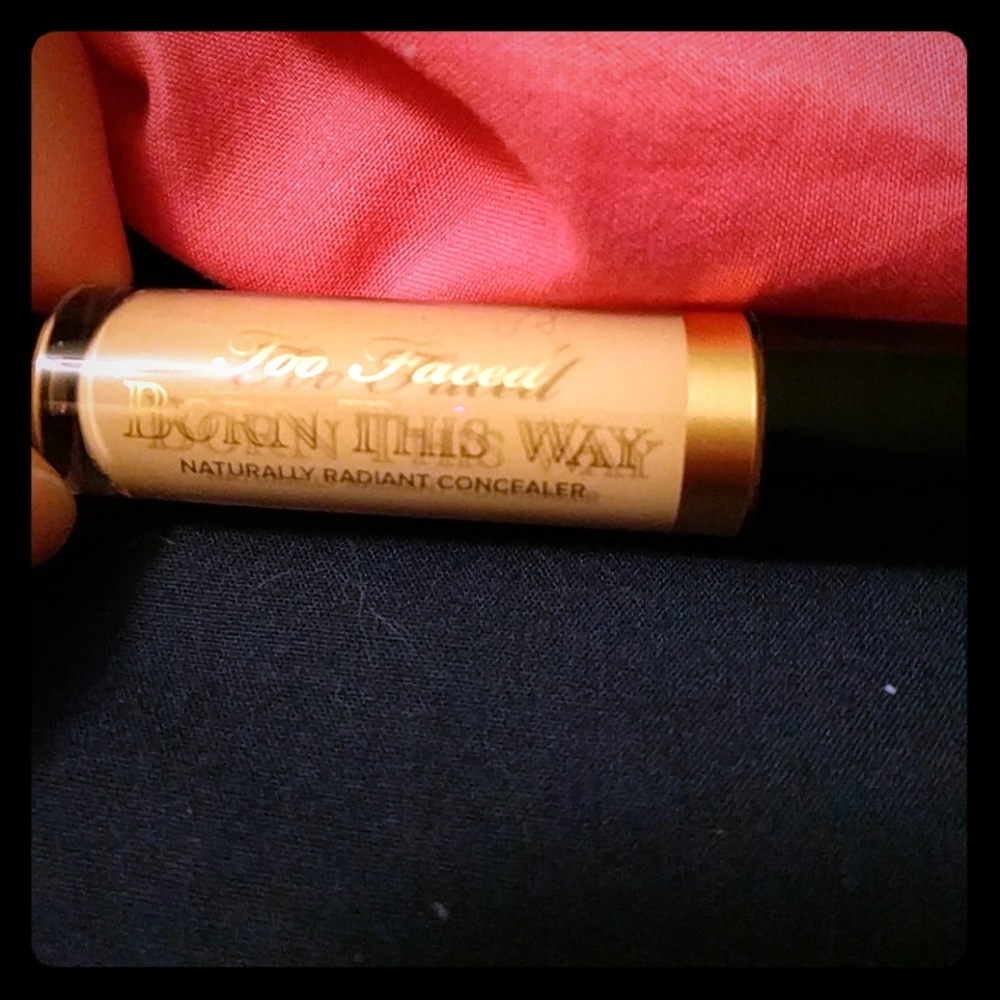 Too Faced
BORN THIS WAY
NATURALLY RADIANT CONCEALER